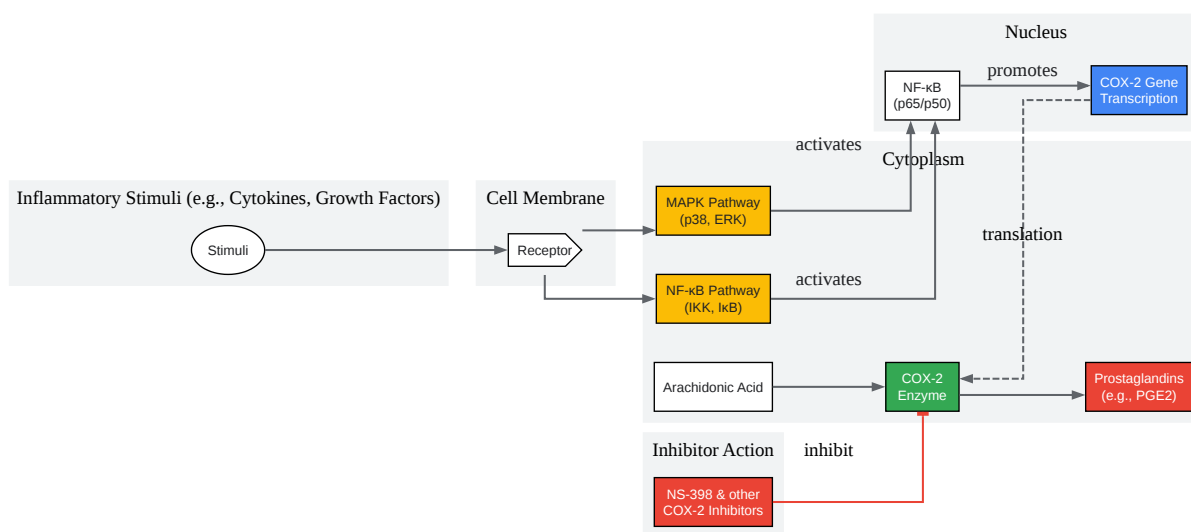 Nucleus
NF-κB
(p65/p50)
promotes
COX-2 Gene
Transcription
activates
Cytoplasm
Inflammatory Stimuli (e.g., Cytokines, Growth Factors)
Stimuli
Cell Membrane
Receptor
MAPK Pathway
(p38, ERK)
translation
NF-κB Pathway
(IKK, IκB)
activates
Arachidonic Acid
COX-2
Enzyme
Prostaglandins
(e.g., PGE2)
Inhibitor Action
inhibit
NS-398 & other
COX-2 Inhibitors